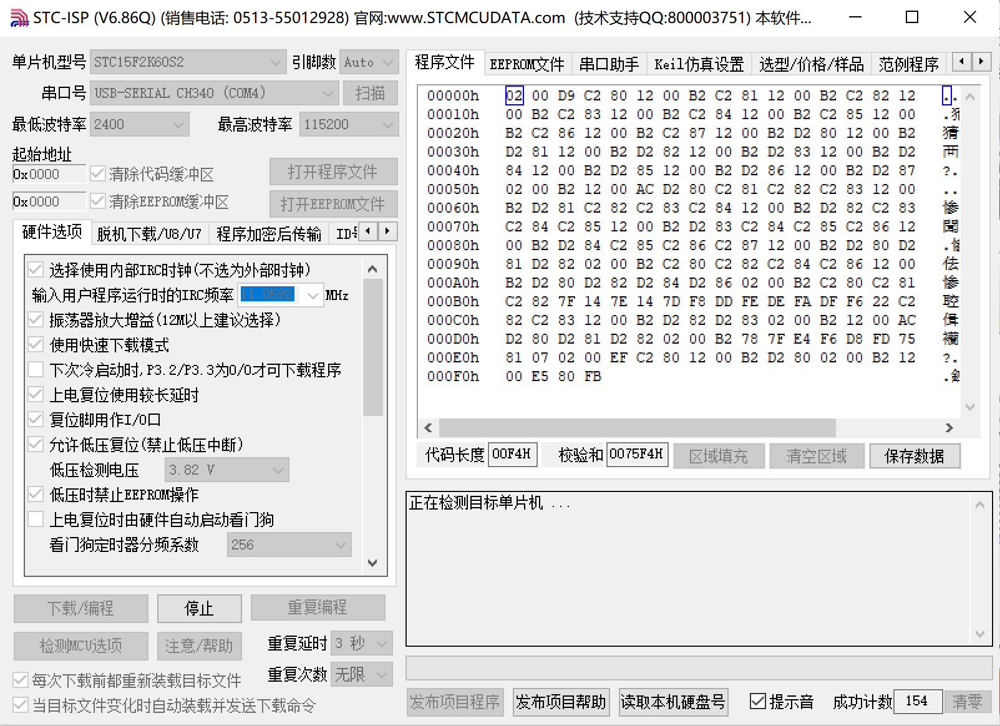 STC-ISP (V6.86Q) (销售电话: 0513-55012928) 官网:www.STCMCUDATA.com (技术支持QQ:800003751) 本软件...
单片机型号 STC15F2K60S2 引脚数 Auto
串口号 USB-SERIAL CH340 (COM4) 扫描
最低波特率 2400 最高波特率 115200
起始地址
0x0000 清除代码缓冲区 打开程序文件
0x0000 清除EEPROM缓冲区 打开EEPROM文件
硬件选项 脱机下载/U8/U7 程序加密后传输
选择使用内部IRC时钟(不选为外部时钟)
输入用户程序运行时的IRC频率 11.0592 MHz
振荡器放大增益(12M以上建议选择)
使用快速下载模式
下次冷启动时,P3.2/P3.3为0/0才可下载程序
上电复位使用较长延时
复位脚用作I/O口
允许低压复位(禁止低压中断)
低压检测电压 3.82 V
低压时禁止EEPROM操作
上电复位时由硬件自动启动看门狗
看门狗定时器分频系数 256
下载/编程 停止 重复编程
检测MCU选项 注意/帮助 重复延时 3 秒
重复次数 无限
每次下载前都重新装载目标文件
当目标文件变化时自动装载并发送下载命令
程序文件 EEPROM文件 串口助手 Keil仿真设置 选型/价格/样品 范例程序
00000h 02 00 D9 C2 80 12 00 B2 C2 81 12 00 B2 C2 82 12 ..
00010h 00 B2 C2 83 12 00 B2 C2 84 12 00 B2 C2 85 12 00 .
00020h B2 C2 86 12 00 B2 C2 87 12 00 B2 D2 80 12 00 B2 猜
00030h D2 81 12 00 B2 D2 82 12 00 B2 D2 83 12 00 B2 D2 两
00040h 84 12 00 B2 D2 85 12 00 B2 D2 86 12 00 B2 D2 87 ?.
00050h 02 00 B2 12 00 AC D2 80 C2 81 C2 82 C2 83 12 00 ..
00060h B2 D2 81 C2 82 C2 83 C2 84 12 00 B2 D2 82 C2 83 惨
00070h C2 84 C2 85 12 00 B2 D2 83 C2 84 C2 85 C2 86 12
00080h 00 B2 D2 84 C2 85 C2 86 C2 87 12 00 B2 D2 80 D2 .
00090h 81 D2 82 02 00 B2 C2 80 C2 82 C2 84 C2 86 12 00 佉
000A0h B2 D2 80 D2 82 D2 84 D2 86 02 00 B2 C2 80 C2 81 惨
000B0h C2 82 7F 14 7E 14 7D F8 DD FE DE FA DF F6 22 C2
000C0h 82 C2 83 12 00 B2 D2 82 D2 83 02 00 B2 12 00 AC
000D0h D2 80 D2 81 D2 82 02 00 B2 78 7F E4 F6 D8 FD 75
000E0h 81 07 02 00 EF C2 80 12 00 B2 D2 80 02 00 B2 12 ?.
000F0h 00 E5 80 FB .
代码长度 00F4H 校验和 0075F4H 区域填充 清空区域 保存数据
正在检测目标单片机 ...
发布项目程序 发布项目帮助 读取本机硬盘号 提示音 成功计数 154 清零